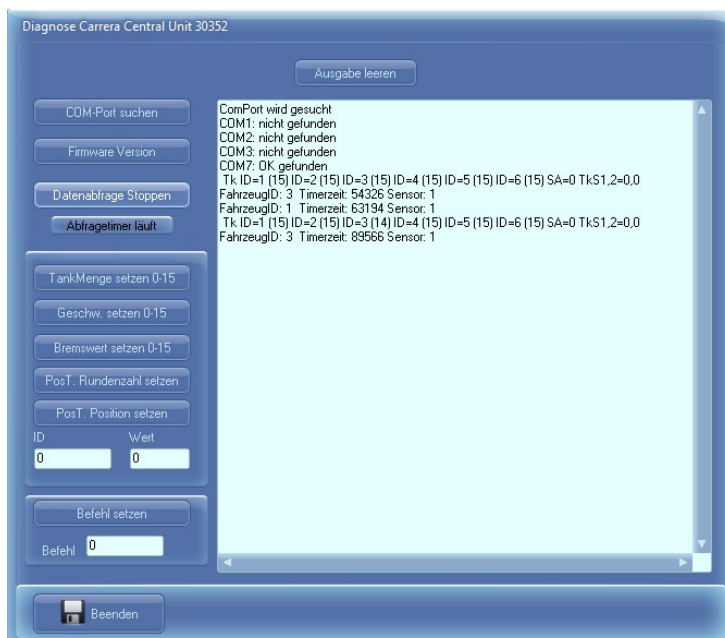 Diagnose Carrera Central Unit 30352
Ausgabe leeren
COM-Port suchen
Firmware Version
Datenabfrage Stoppen
Abfragetimer läuft
TankMenge setzen 0-15
Geschw. setzen 0-15
Bremswert setzen 0-15
PosT. Rundenzahl setzen
PosT. Position setzen
ID Wert
0 0
Befehl setzen
Befehl 0
ComPort wird gesucht
COM1: nicht gefunden
COM2: nicht gefunden
COM3: nicht gefunden
COM7: OK gefunden
Tk ID=1 (15) ID=2 (15) ID=3 (15) ID=4 (15) ID=5 (15) ID=6 (15) SA=0 TkS1,2=0,0
FahrzeugID: 3 Timerzeit: 54326 Sensor: 1
FahrzeugID: 1 Timerzeit: 63194 Sensor: 1
Tk ID=1 (15) ID=2 (15) ID=3 (14) ID=4 (15) ID=5 (15) ID=6 (15) SA=0 TkS1,2=0,0
FahrzeugID: 3 Timerzeit: 89566 Sensor: 1
Beenden